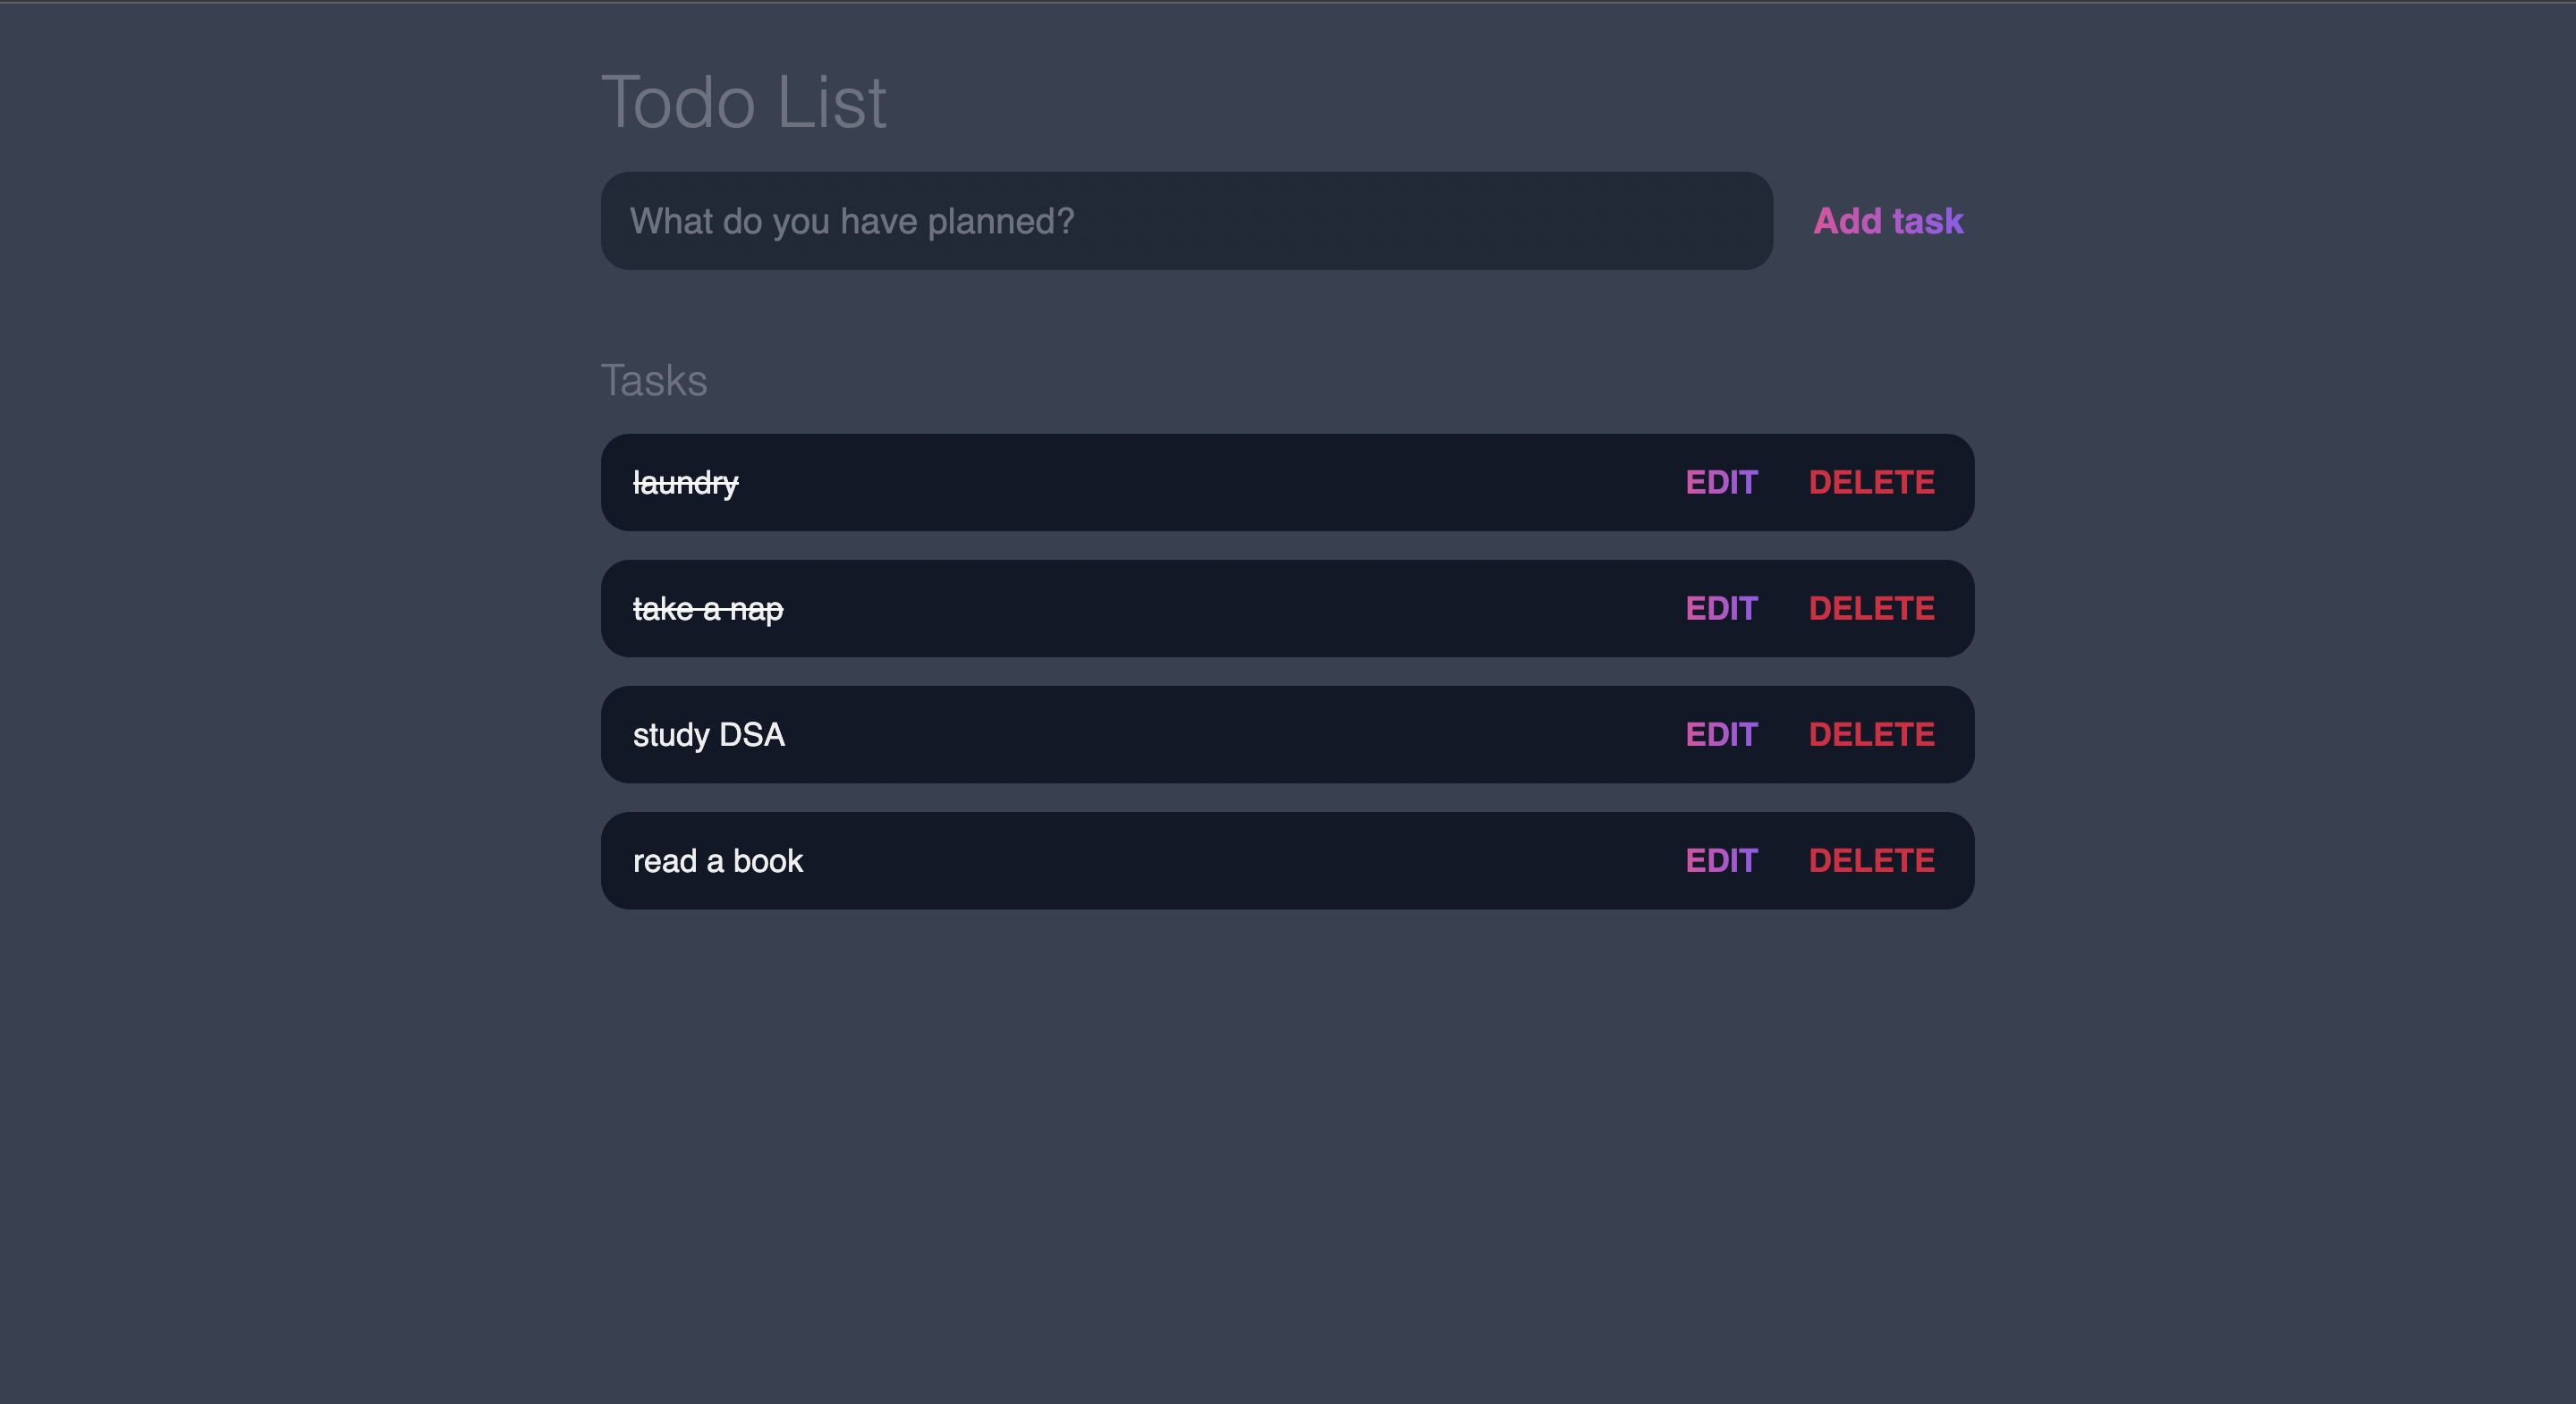 Todo List
What do you have planned? Add task
Tasks
laundry EDIT DELETE
take a nap EDIT DELETE
study DSA EDIT DELETE
read a book EDIT DELETE